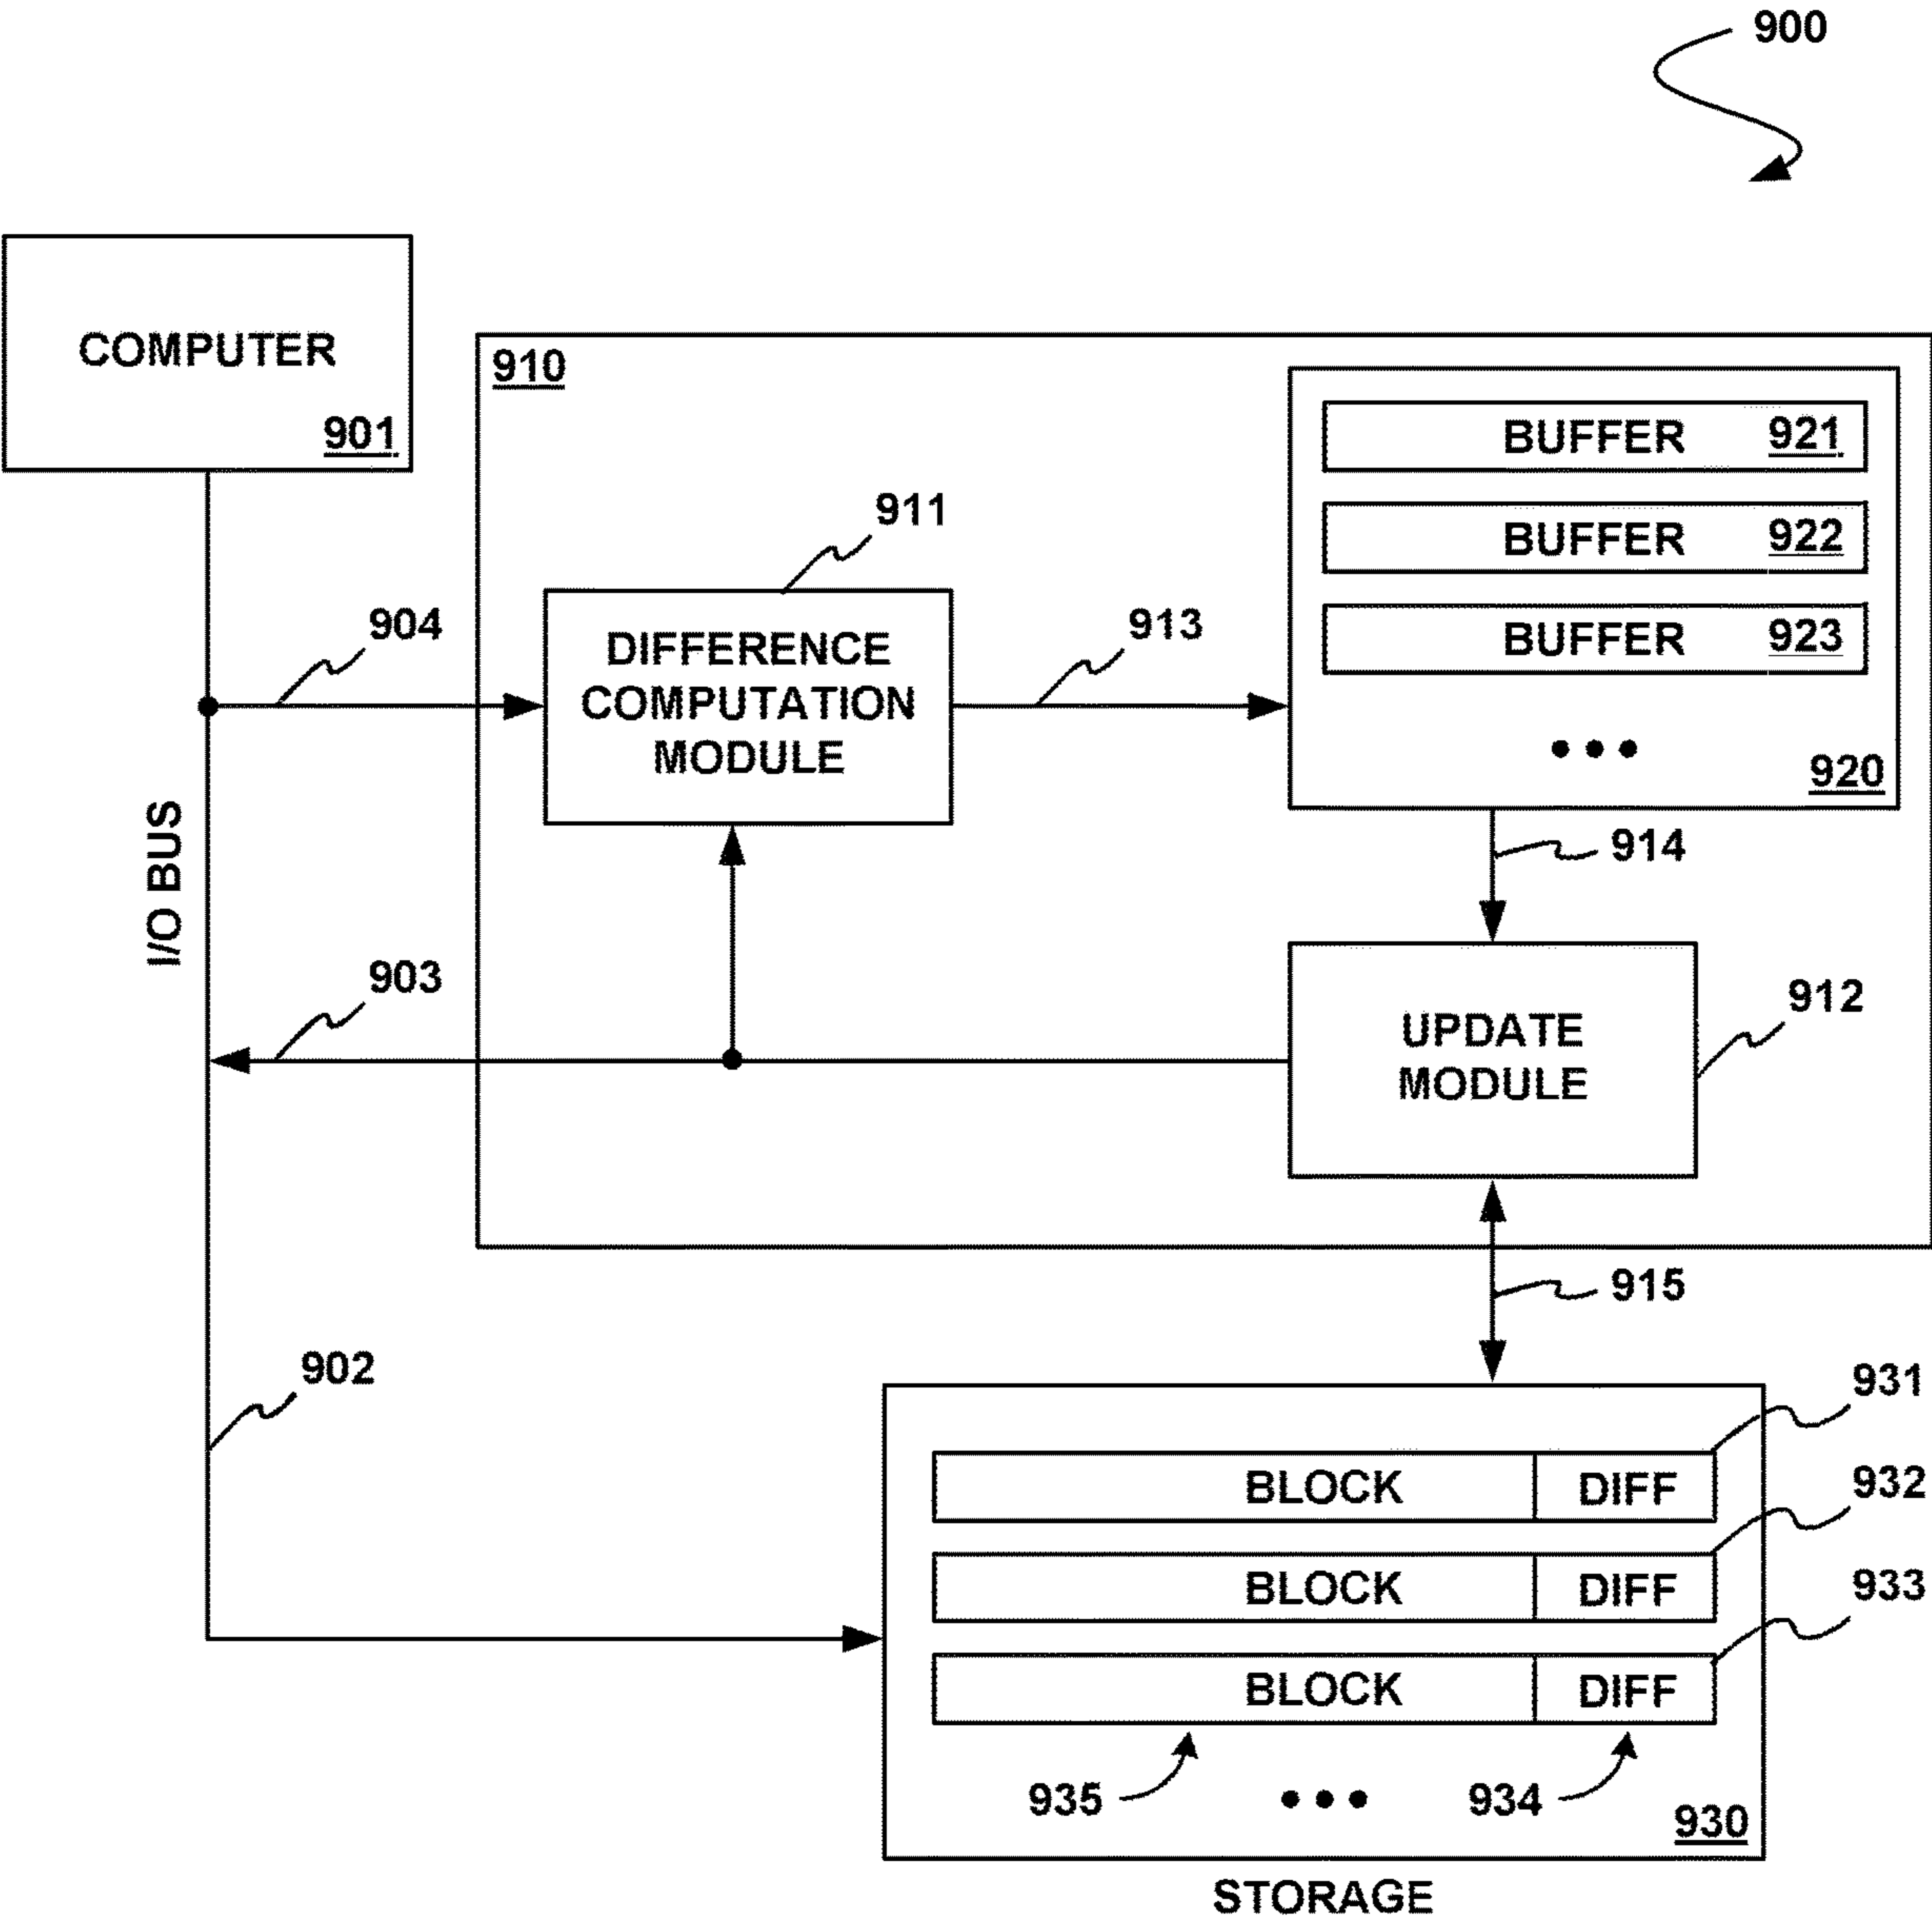 900
COMPUTER
901
910
BUFFER 921
BUFFER 922
BUFFER 923
•••
920
911
904
DIFFERENCE
COMPUTATION
MODULE
913
914
I/O BUS
903
UPDATE
MODULE
912
915
902
931
BLOCK DIFF
932
BLOCK DIFF
933
BLOCK DIFF
935
•••
934
930
STORAGE